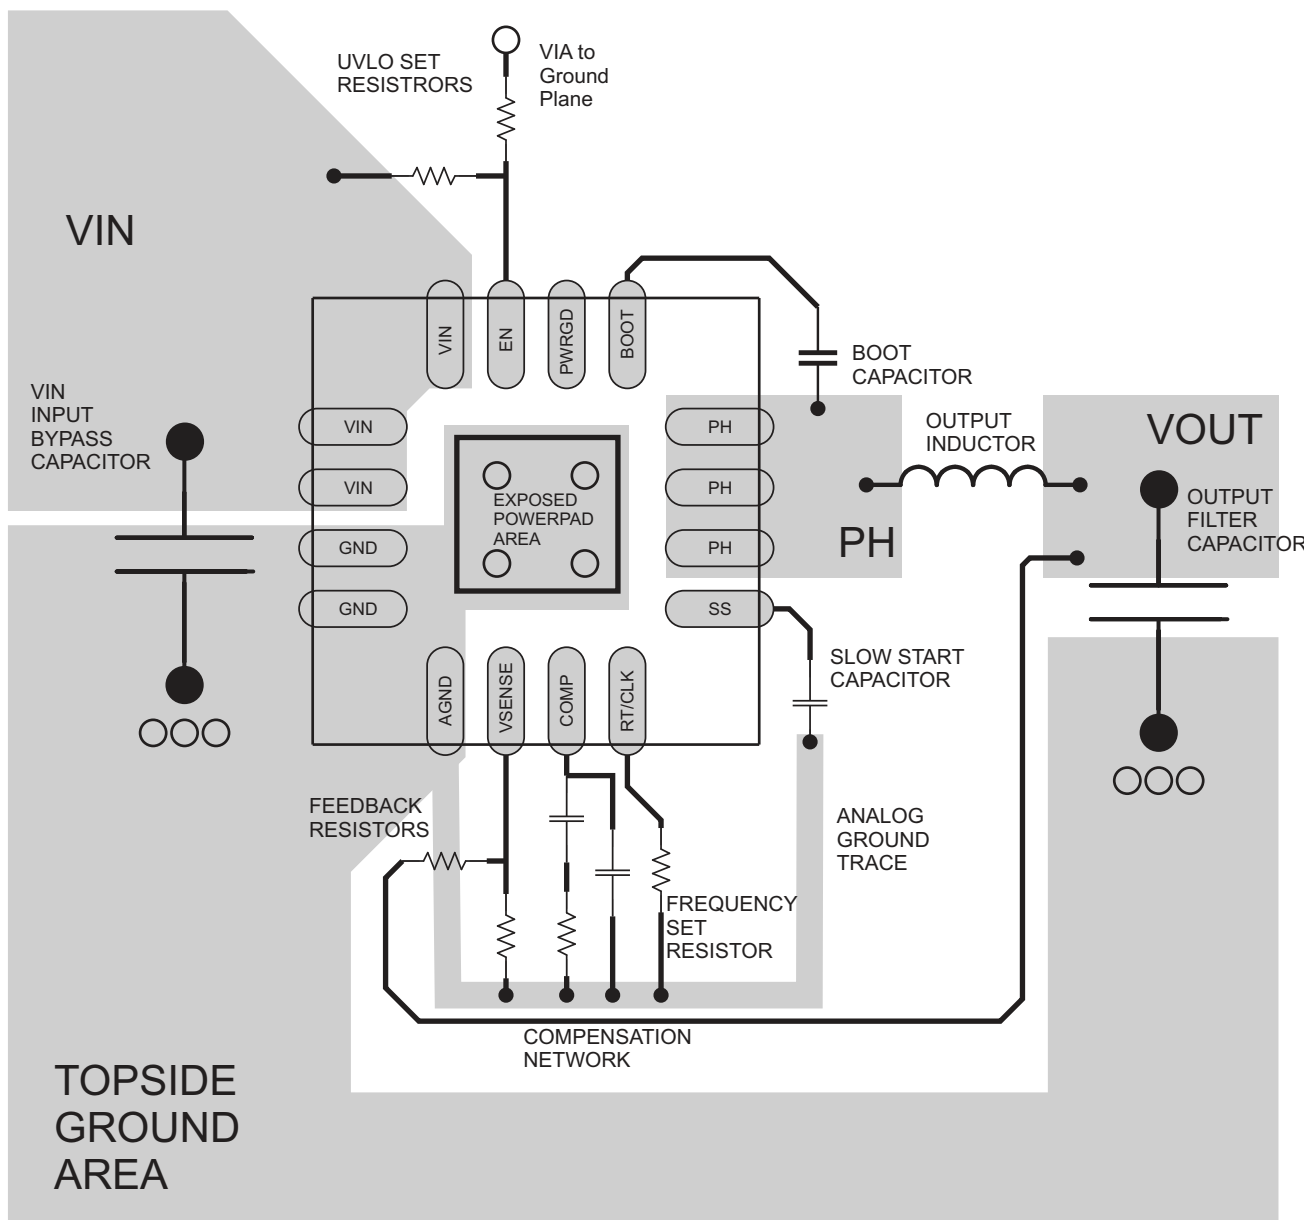 UVLO SET
RESISTRORS
VIA to
Ground
Plane
VIN
VIN
EN
PWRGD
BOOT
BOOT
CAPACITOR
VIN
INPUT
BYPASS
CAPACITOR
VIN
VIN
GND
GND
EXPOSED
POWERPAD
AREA
PH
PH
PH
SS
PH
OUTPUT
INDUCTOR
VOUT
OUTPUT
FILTER
CAPACITOR
AGND
VSENSE
COMP
RT/CLK
SLOW START
CAPACITOR
FEEDBACK
RESISTORS
ANALOG
GROUND
TRACE
FREQUENCY
SET
RESISTOR
COMPENSATION
NETWORK
TOPSIDE
GROUND
AREA